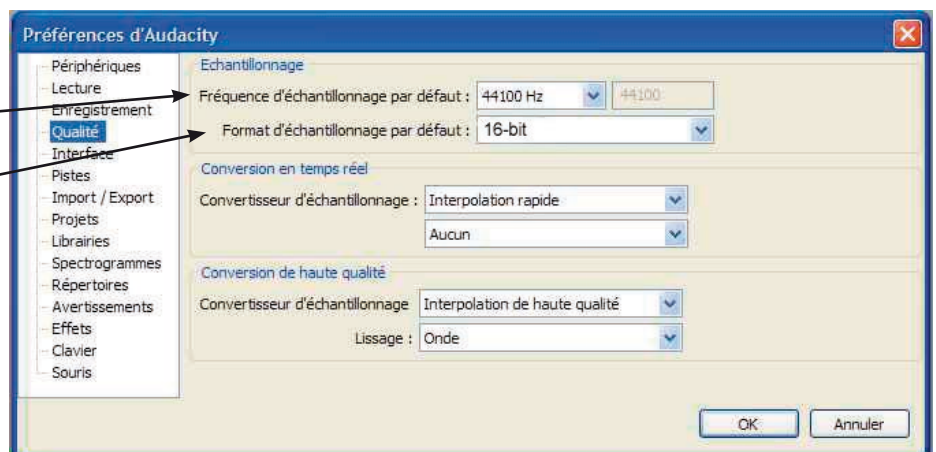 Préférences d'Audacity
Périphériques
Lecture
Enregistrement
Qualité
Interface
Pistes
Import / Export
Projets
Librairies
Spectrogrammes
Répertoires
Avertissements
Effets
Clavier
Souris
Echantillonnage
Fréquence d'échantillonnage par défaut : 44100 Hz 44100
Format d'échantillonnage par défaut : 16-bit
Conversion en temps réel
Convertisseur d'échantillonnage : Interpolation rapide
Aucun
Conversion de haute qualité
Convertisseur d'échantillonnage Interpolation de haute qualité
Lissage : Onde
OK Annuler